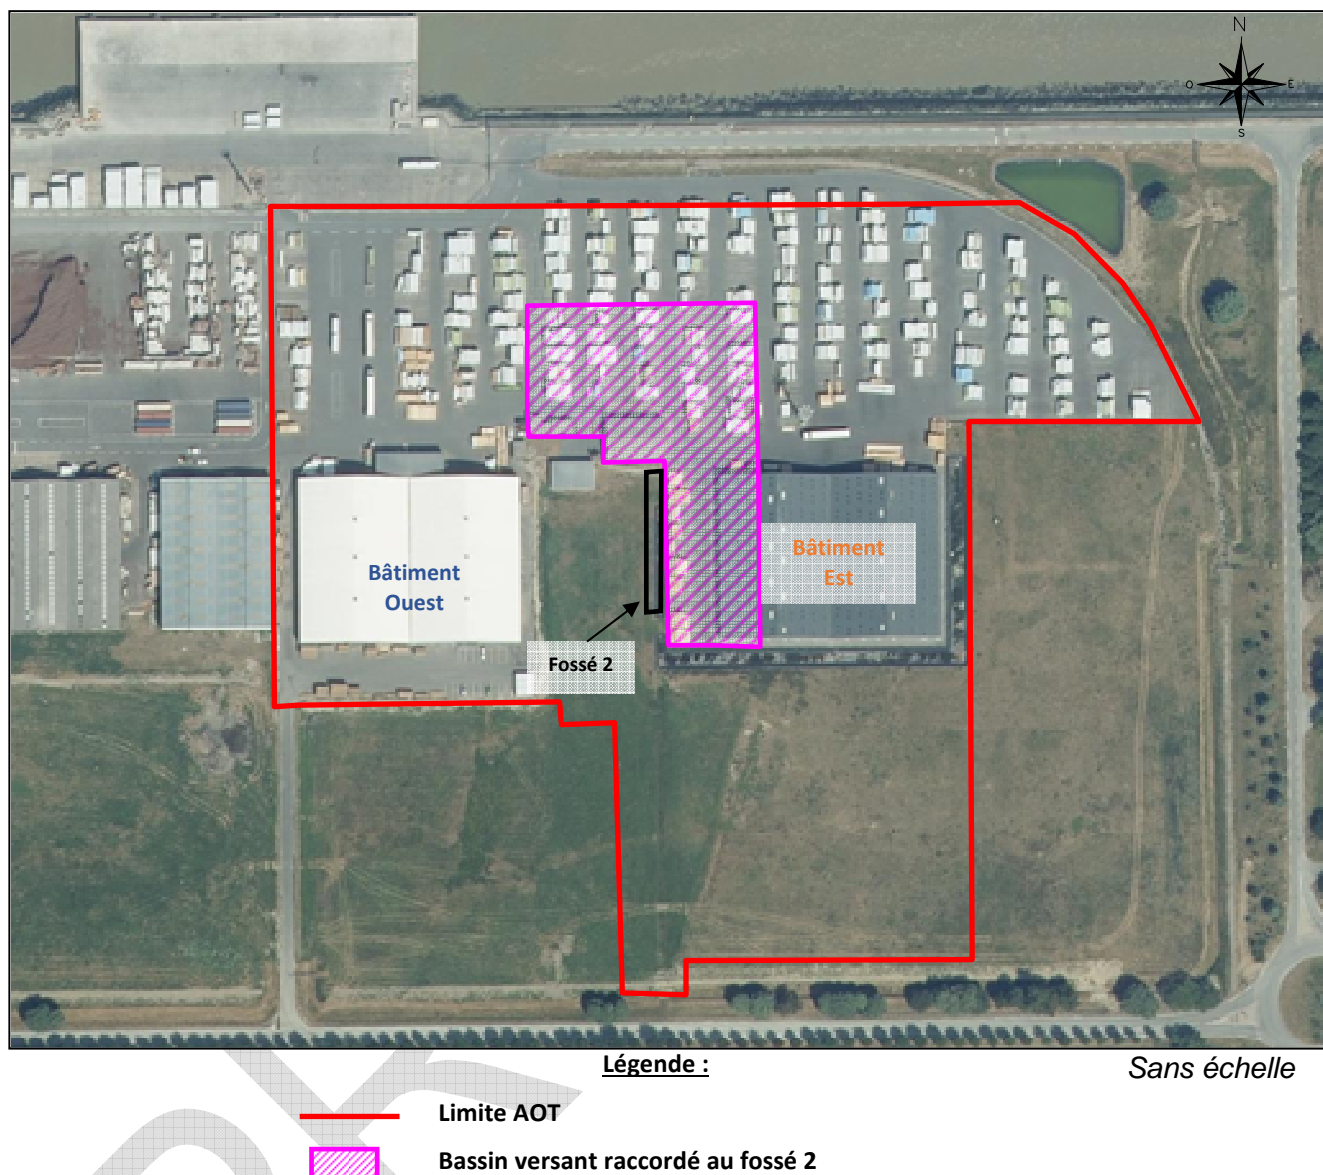 N
O
E
S
Bâtiment
Ouest
Bâtiment
Est
Fossé 2
Légende :
Sans échelle
Limite AOT
Bassin versant raccordé au fossé 2